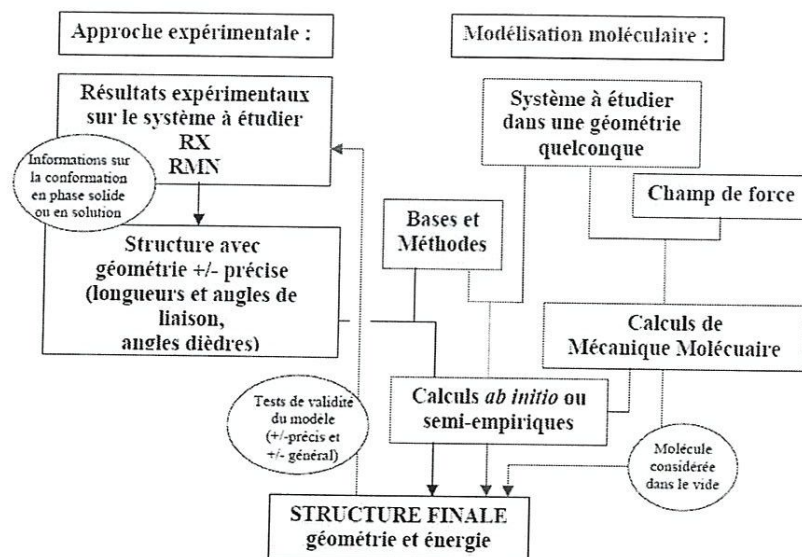 Approche expérimentale :
Modélisation moléculaire :
Résultats expérimentaux
sur le système à étudier
RX
RMN
Système à étudier
dans une géométrie
quelconque
Informations sur
la conformation
en phase solide
ou en solution
Champ de force
Bases et
Méthodes
Structure avec
géométrie +/- précise
(longueurs et angles de
liaison,
angles dièdres)
Calculs de
Mécanique Molécuaire
Calculs ab initio ou
semi-empiriques
Tests de validité
du modèle
(+/-précis et
+/- général)
Molécule
considérée
dans le vide
STRUCTURE FINALE
géométrie et énergie